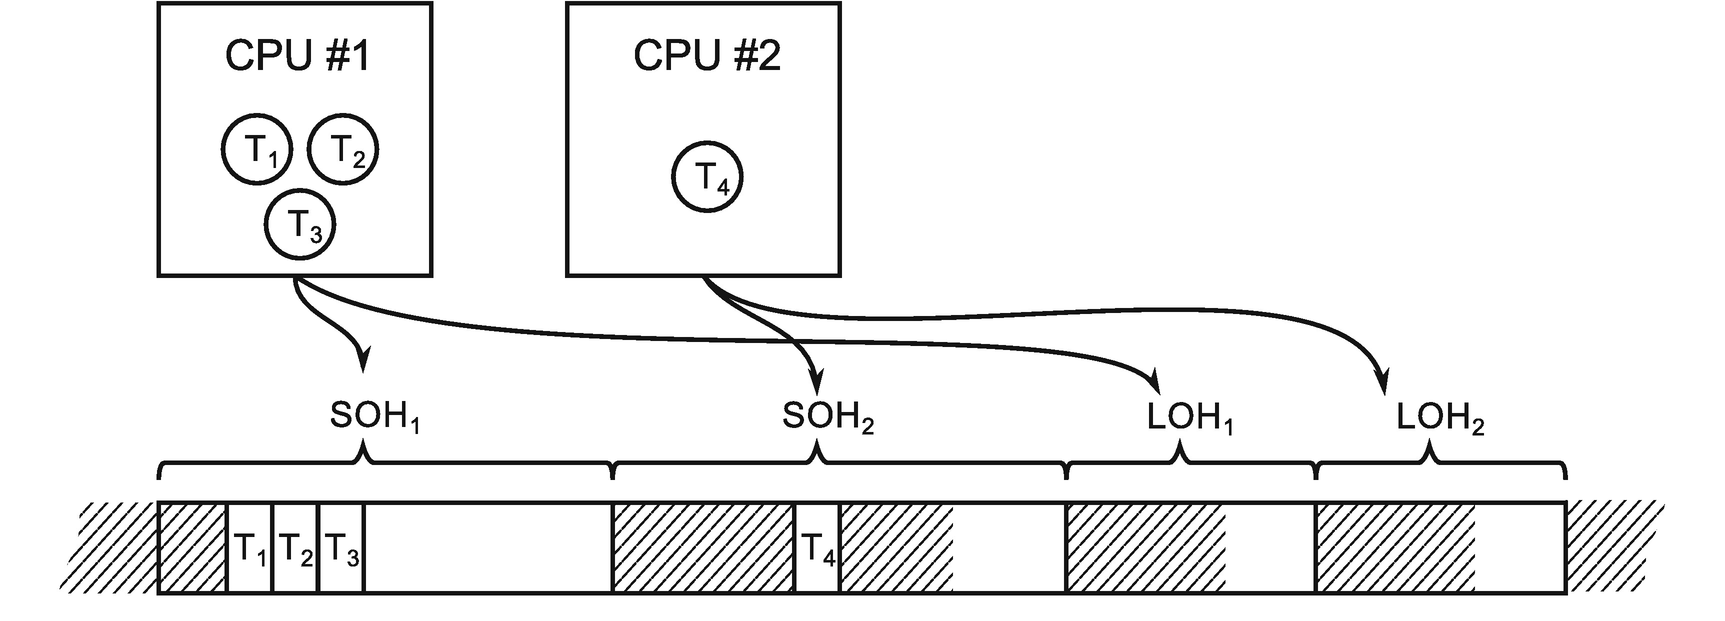 CPU #1
CPU #2
T1
T2
T4
T3
SOH1
SOH2
LOH1
LOH2
T1
T2
T3
T4